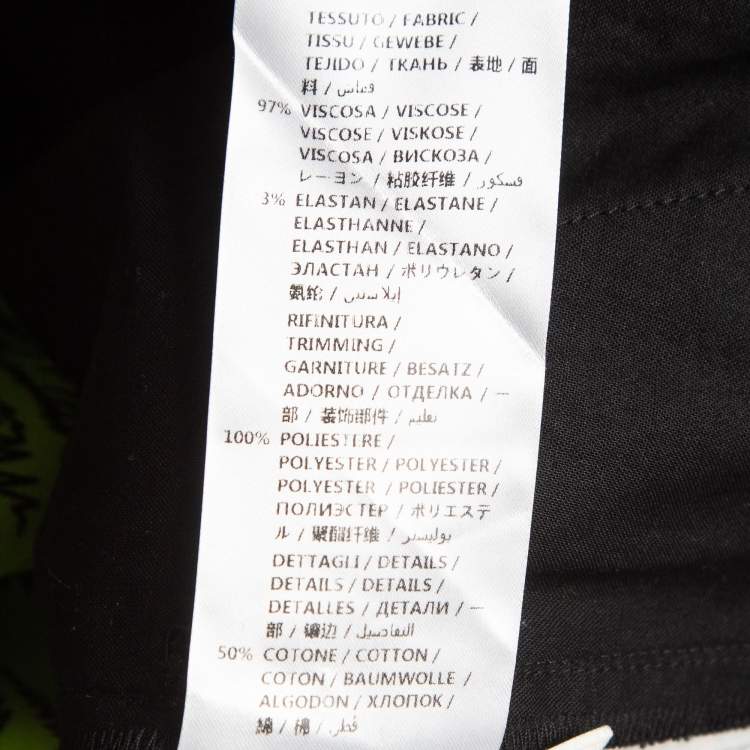 TESSUTO / FABRIC /
TISSU / GEWEBE /
TEJIDO / ТКАНЬ / 表地 / 面
料 / قماش
97% VISCOSA / VISCOSE /
VISCOSE / VISKOSE /
VISCOSA / ВИСКОЗА /
レーヨン / 粘胶纤维 / فسكور
3% ELASTAN / ELASTANE /
ELASTHANNE /
ELASTHAN / ELASTANO /
ЭЛАСТАН / ポリウレタン /
氨纶 / إيلاستين
RIFINITURA /
TRIMMING /
GARNITURE / BESATZ /
ADORNO / ОТДЕЛКА / 一
部 / 装饰部件 / تقليم
100% POLIESTERE /
POLYESTER / POLYESTER /
POLYESTER / POLIESTER /
ПОЛИЭСТЕР / ポリエステ
ル / 聚酯纤维 / بوليستر
DETTAGLI / DETAILS /
DETAILS / DETAILS /
DETALLES / ДЕТАЛИ / 一
部 / 镶边 / التفاصيل
50% COTONE / COTTON /
COTON / BAUMWOLLE /
ALGODON / ХЛОПОК /
綿 / 棉 / قطن